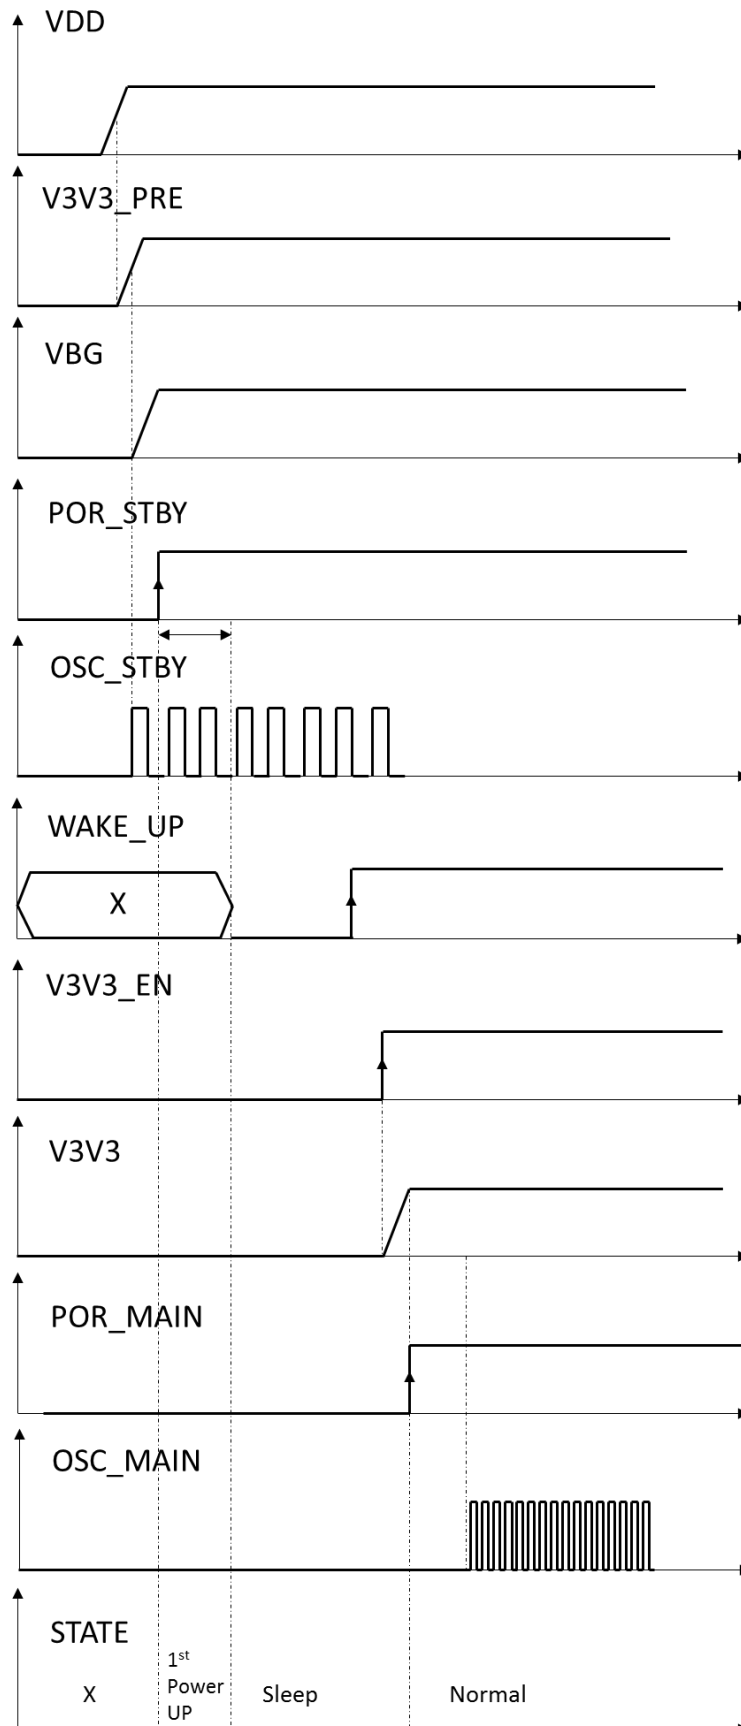 VDD
V3V3_PRE
VBG
POR_STBY
OSC_STBY
WAKE_UP
X
V3V3_EN
V3V3
POR_MAIN
OSC_MAIN
STATE
X
1st
Power
UP
Sleep
Normal